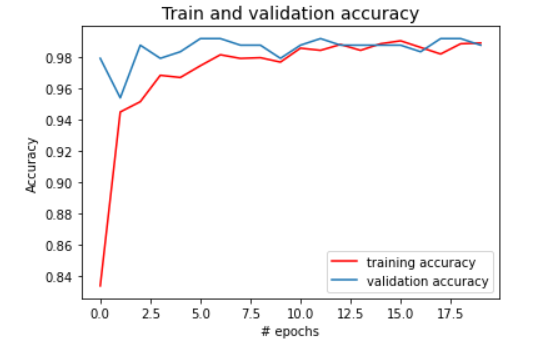 Train and validation accuracy
Accuracy
0.98
0.96
0.94
0.92
0.90
0.88
0.86
0.84
training accuracy
validation accuracy
0.0 2.5 5.0 7.5 10.0 12.5 15.0 17.5
# epochs